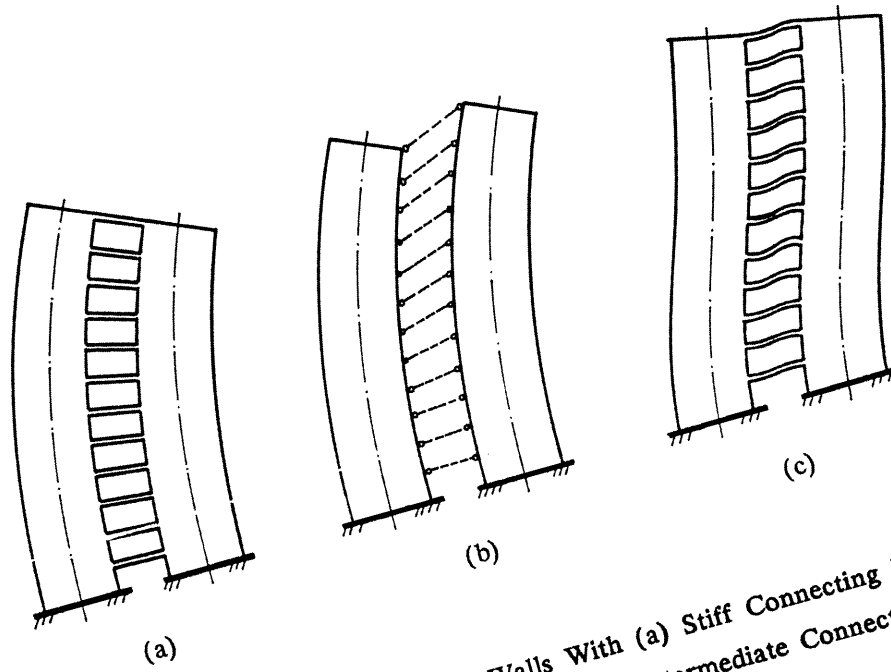 (a)
(b)
(c)
Walls With (a) Stiff Connecting
Intermediate Connect